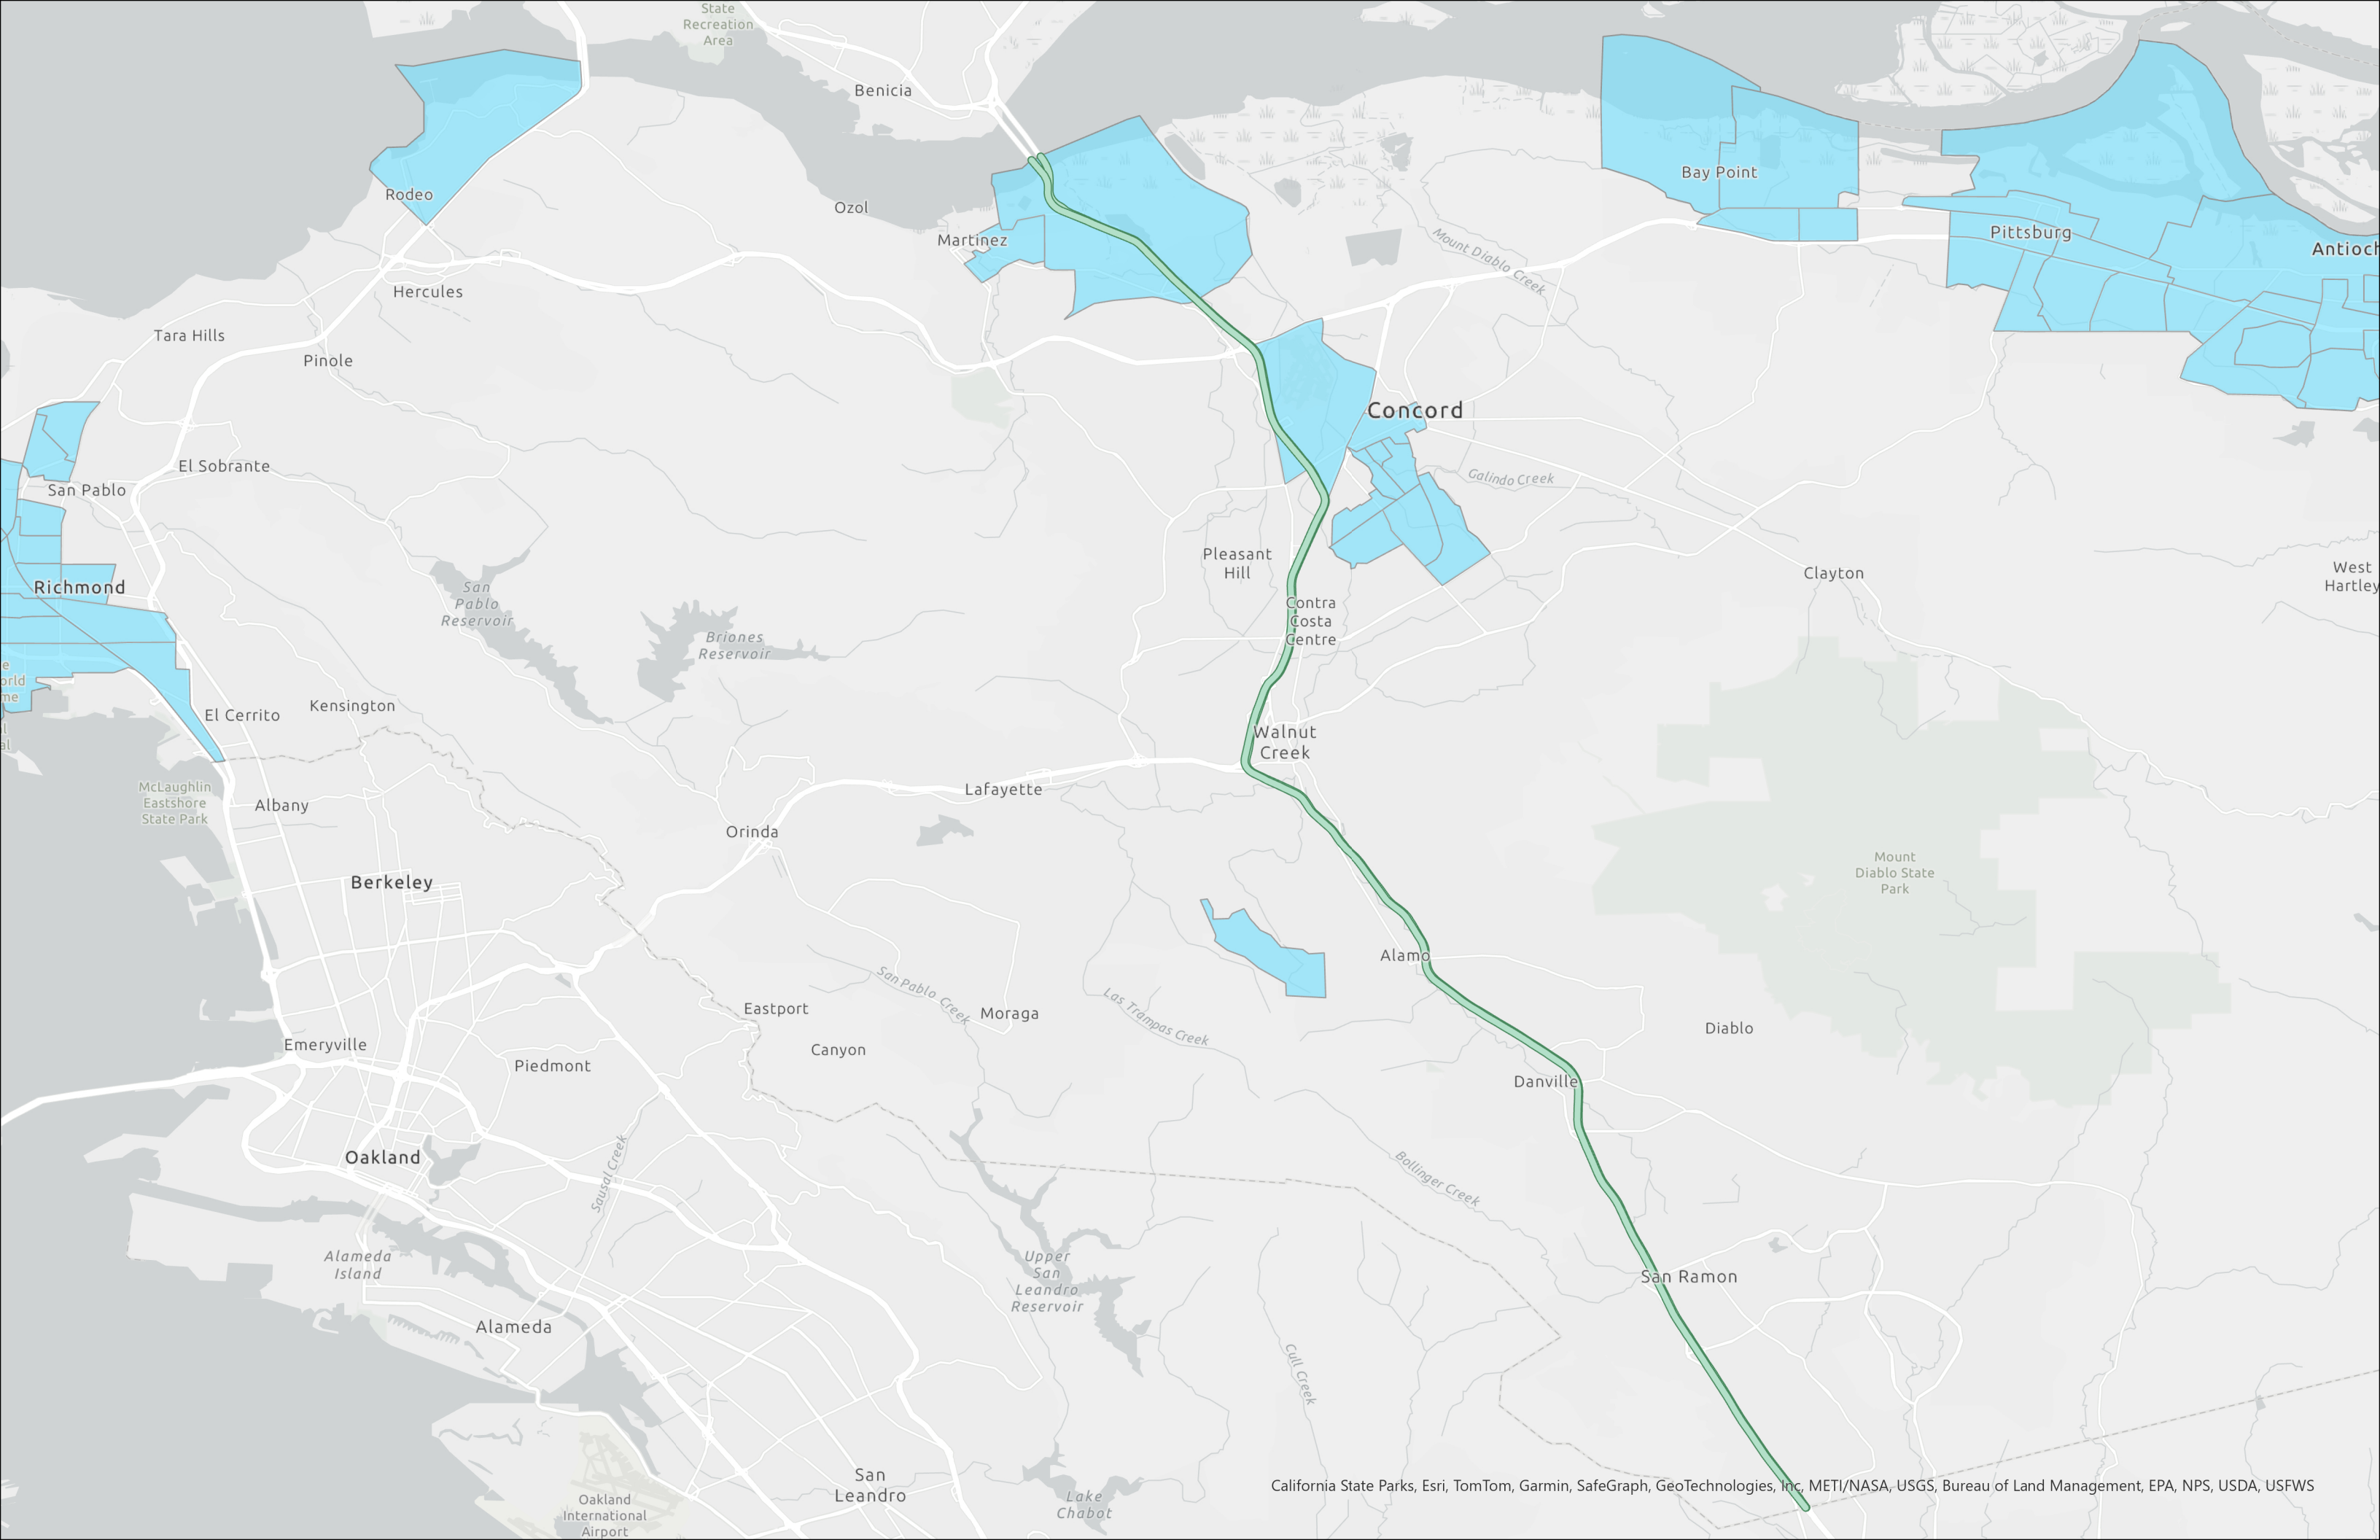 State
Recreation
Area
Benicia
Bay Point
Rodeo
Ozol
Martinez
Pittsburg
Antioch
Mount Diablo Creek
Hercules
Tara Hills
Pinole
Concord
El Sobrante
San Pablo
Galindo Creek
Pleasant
Hill
Clayton
West
Hartley
Richmond
San
Pablo
Reservoir
Briones
Reservoir
Contra
Costa
Centre
El Cerrito
Kensington
Walnut
Creek
McLaughlin
Eastshore
State Park
Albany
Lafayette
Orinda
Berkeley
Mount
Diablo State
Park
Alamo
San Pablo Creek
Las Trampas Creek
Eastport
Moraga
Diablo
Emeryville
Canyon
Piedmont
Danville
Oakland
Sausal Creek
Bollinger Creek
Alameda
Island
Upper
San
Leandro
Reservoir
San Ramon
Alameda
Cull Creek
San
Leandro
California State Parks, Esri, TomTom, Garmin, SafeGraph, GeoTechnologies, Inc, METI/NASA, USGS, Bureau of Land Management, EPA, NPS, USDA, USFWS
Oakland
International
Airport
Lake
Chabot